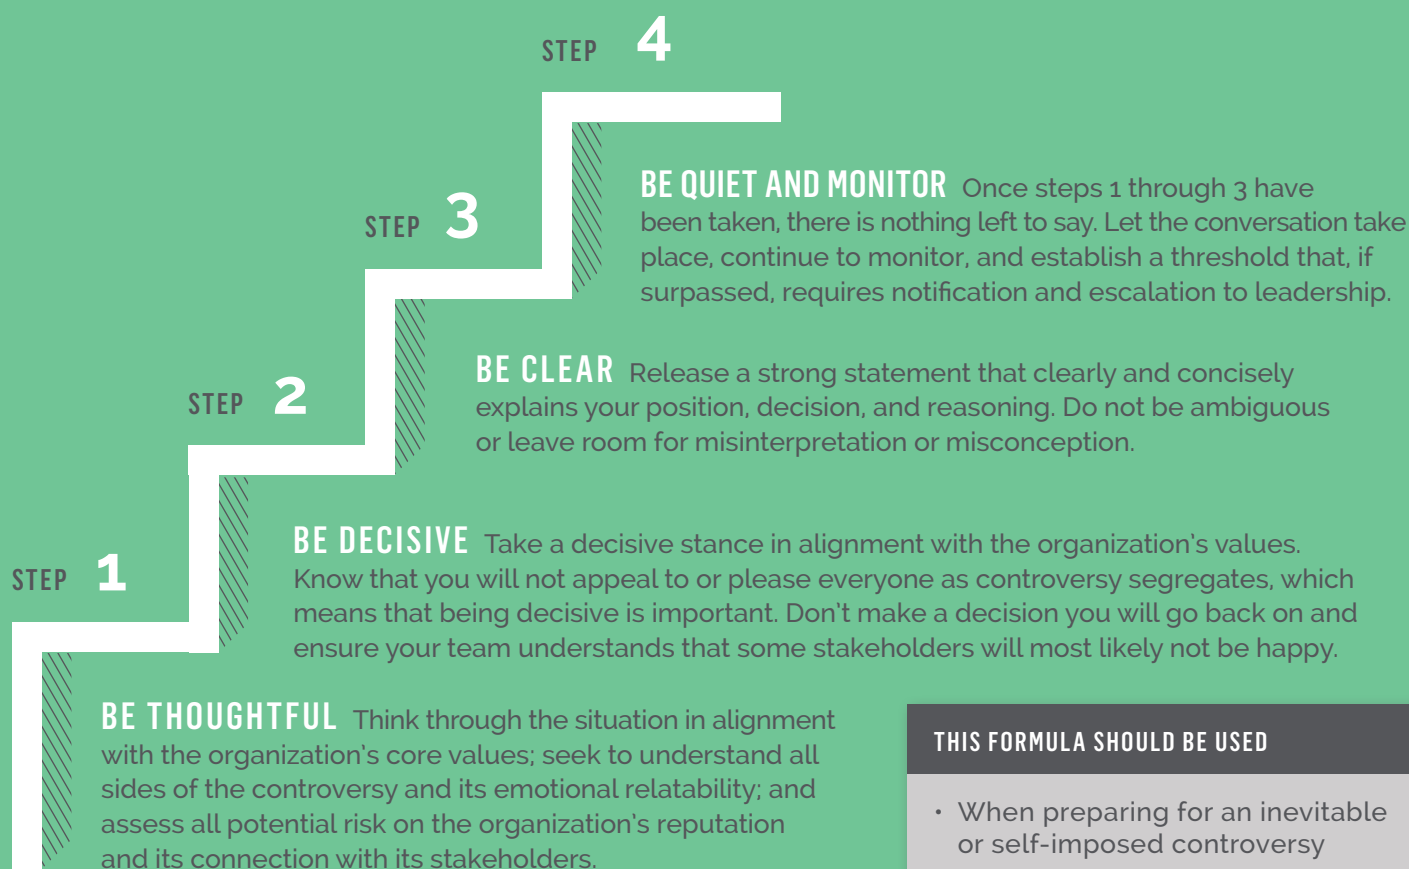 STEP 4
BE QUIET AND MONITOR Once steps 1 through 3 have
been taken, there is nothing left to say. Let the conversation take
place, continue to monitor, and establish a threshold that, if
surpassed, requires notification and escalation to leadership.
STEP 3
BE CLEAR Release a strong statement that clearly and concisely
explains your position, decision, and reasoning. Do not be ambiguous
or leave room for misinterpretation or misconception.
STEP 2
BE DECISIVE Take a decisive stance in alignment with the organization’s values.
Know that you will not appeal to or please everyone as controversy segregates, which
means that being decisive is important. Don’t make a decision you will go back on and
ensure your team understands that some stakeholders will most likely not be happy.
STEP 1
BE THOUGHTFUL Think through the situation in alignment
with the organization’s core values; seek to understand all
sides of the controversy and its emotional relatability; and
assess all potential risk on the organization’s reputation
and its connection with its stakeholders.
THIS FORMULA SHOULD BE USED
• When preparing for an inevitable
or self-imposed controversy